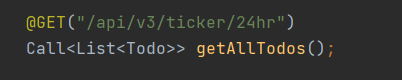 @GET("/api/v3/ticker/24hr")
Call<List<Todo>> getAllTodos();